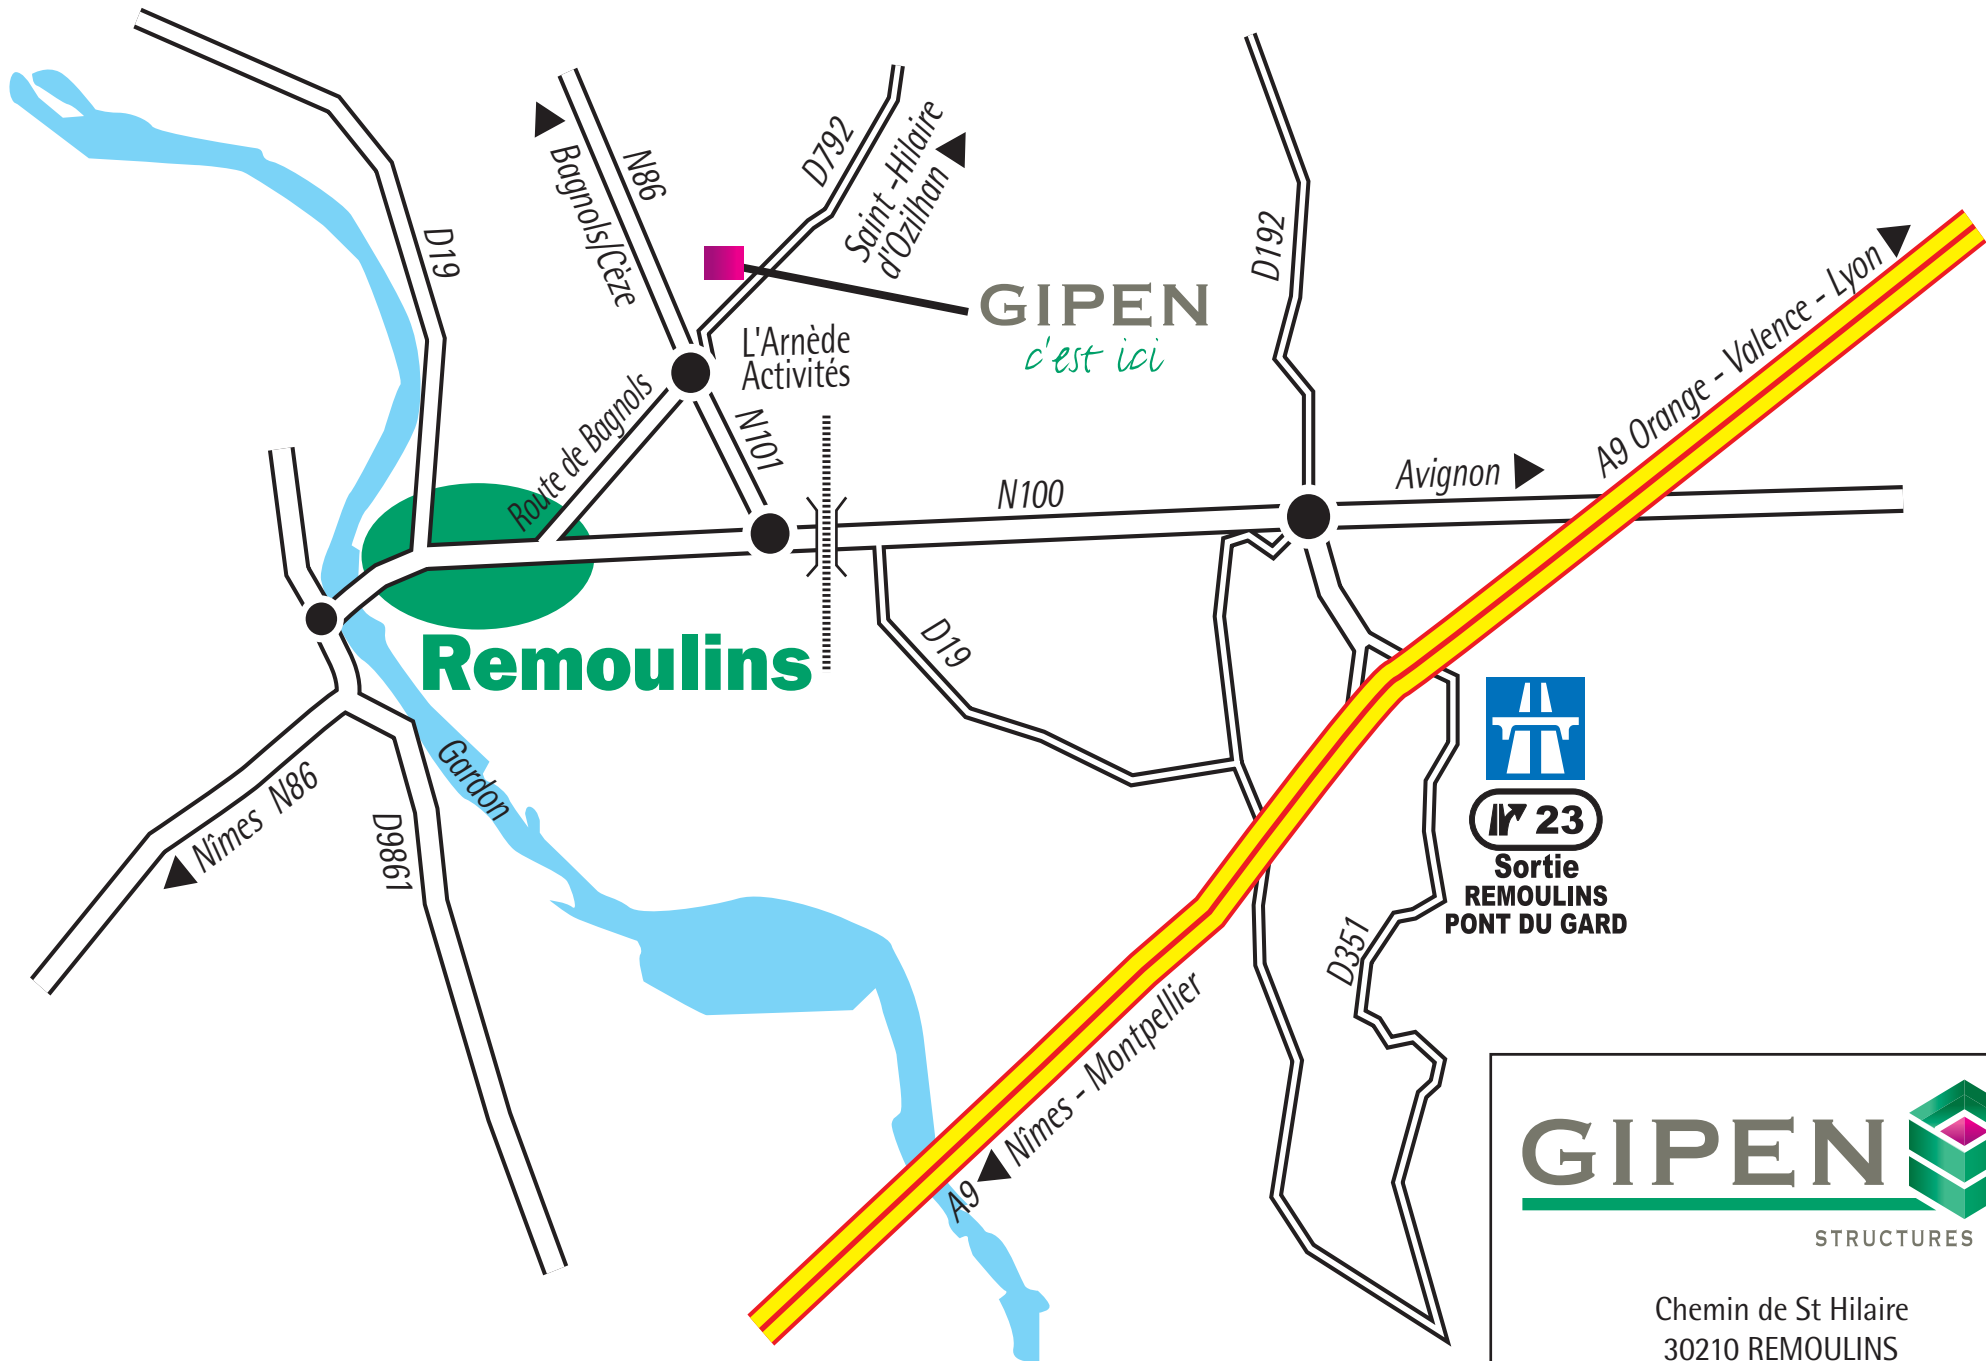 N86
Bagnols/Cèze
D792
Saint -Hilaire
d'Ozilhan
D19
D192
GIPEN
c'est ici
L'Arnède
Activités
Route de Bagnols
N101
N100
Avignon
A9 Orange - Valence - Lyon
Remoulins
D19
Gardon
Nîmes N86
D9861
23
Sortie
REMOULINS
PONT DU GARD
D351
A9 Nîmes - Montpellier
GIPEN
STRUCTURES
Chemin de St Hilaire
30210 REMOULINS